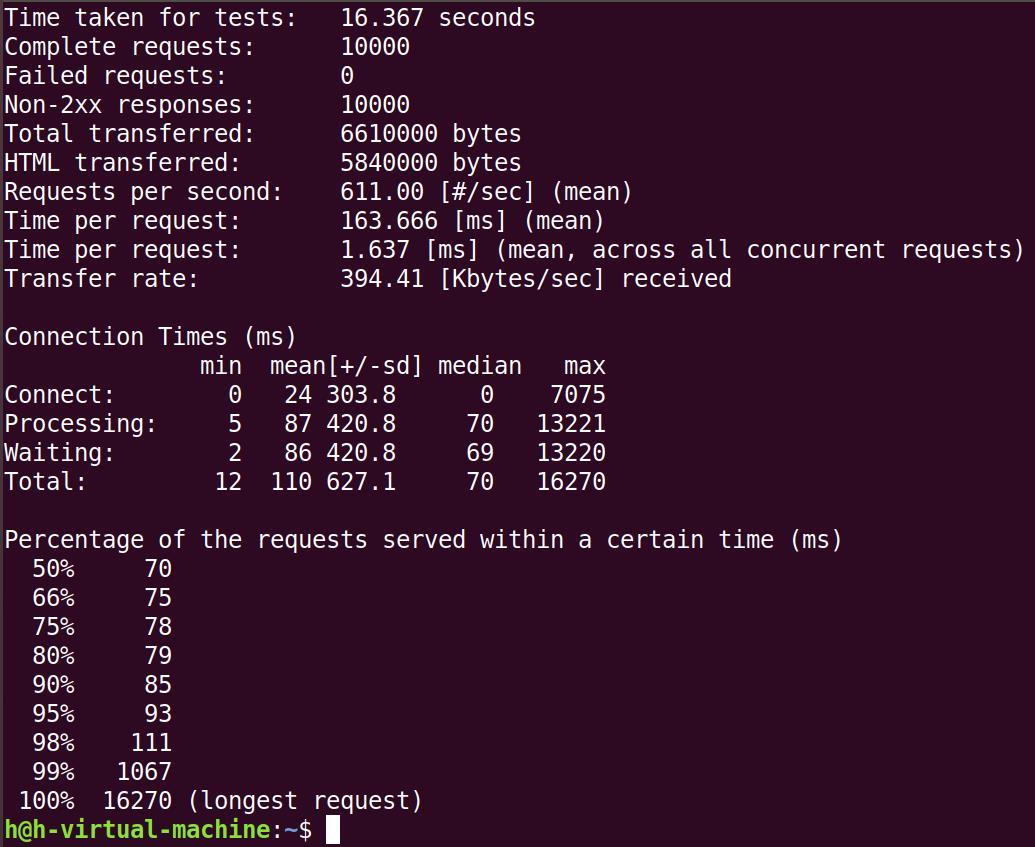 Time taken for tests:   16.367 seconds
Complete requests:      10000
Failed requests:        0
Non-2xx responses:      10000
Total transferred:      6610000 bytes
HTML transferred:       5840000 bytes
Requests per second:    611.00 [#/sec] (mean)
Time per request:       163.666 [ms] (mean)
Time per request:       1.637 [ms] (mean, across all concurrent requests)
Transfer rate:          394.41 [Kbytes/sec] received

Connection Times (ms)
              min  mean[+/-sd] median   max
Connect:        0   24 303.8      0    7075
Processing:     5   87 420.8     70   13221
Waiting:        2   86 420.8     69   13220
Total:         12  110 627.1     70   16270

Percentage of the requests served within a certain time (ms)
  50%     70
  66%     75
  75%     78
  80%     79
  90%     85
  95%     93
  98%    111
  99%   1067
 100%  16270 (longest request)
h@h-virtual-machine:~$